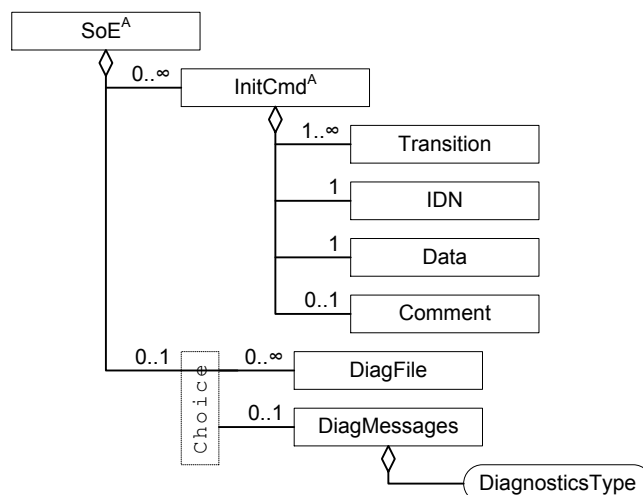 SoE^A
0..∞
InitCmd^A
1..∞
Transition
1
IDN
1
Data
0..1
Comment
0..1
Choice
0..∞
DiagFile
0..1
DiagMessages
DiagnosticsType